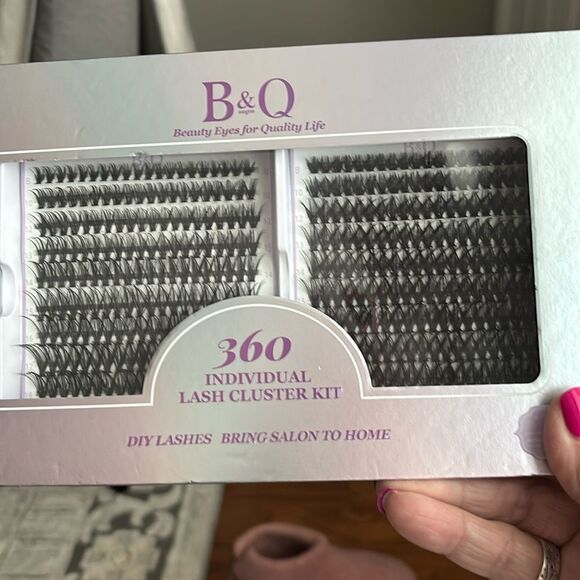 B&Q
Beauty Eyes for Quality Life
B&Q
360
INDIVIDUAL
LASH CLUSTER KIT
DIY LASHES BRING SALON TO HOME